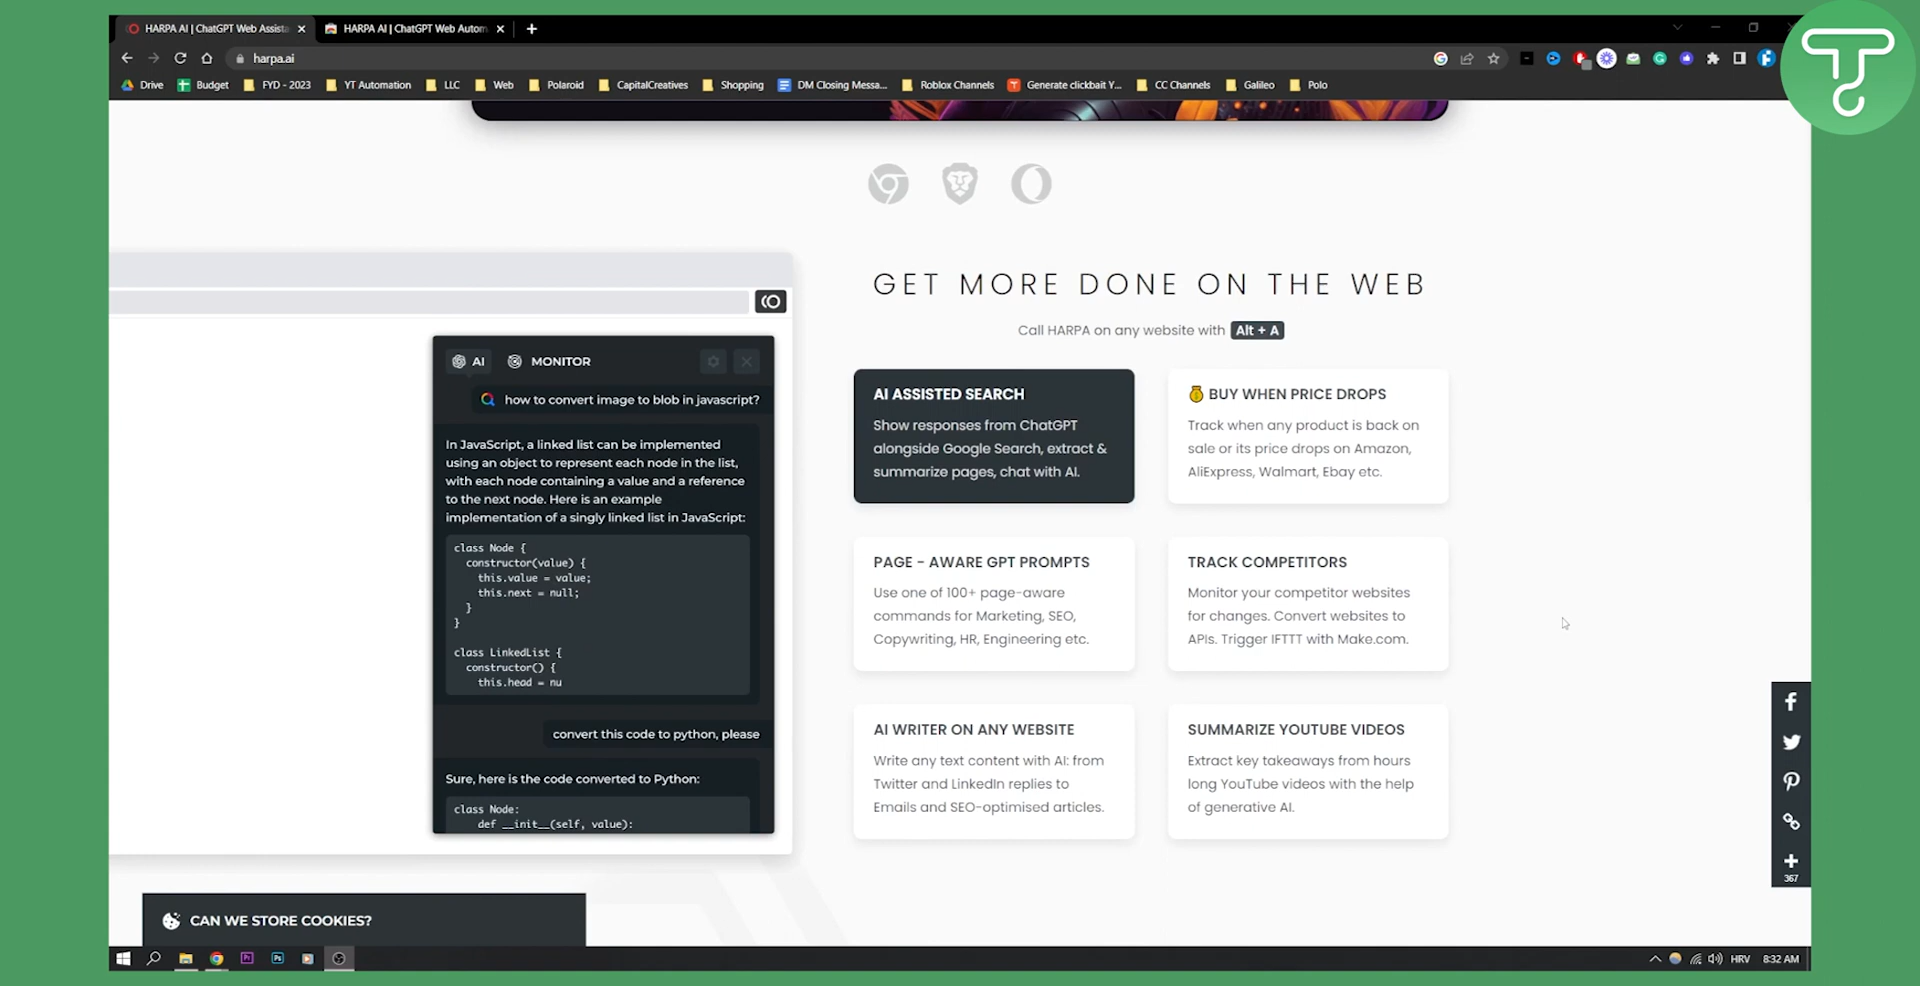 HARPA AI | ChatGPT Web Assista
HARPA AI | ChatGPT Web Autom
harpa.ai
Drive
Budget
FYD - 2023
YT Automation
LLC
Web
Polaroid
CapitalCreatives
Shopping
DM Closing Messa...
Roblox Channels
Generate clickbait Y...
CC Channels
Galileo
Polo
GET MORE DONE ON THE WEB
Call HARPA on any website with Alt + A
AI
MONITOR
how to convert image to blob in javascript?
In JavaScript, a linked list can be implemented
using an object to represent each node in the list,
with each node containing a value and a reference
to the next node. Here is an example
implementation of a singly linked list in JavaScript:
class Node {
constructor(value) {
this.value = value;
this.next = null;
}
}
class LinkedList {
constructor() {
this.head = nu
convert this code to python, please
Sure, here is the code converted to Python:
class Node:
def __init__(self, value):
AI ASSISTED SEARCH
Show responses from ChatGPT
alongside Google Search, extract &
summarize pages, chat with AI.
BUY WHEN PRICE DROPS
Track when any product is back on
sale or its price drops on Amazon,
AliExpress, Walmart, Ebay etc.
PAGE - AWARE GPT PROMPTS
Use one of 100+ page-aware
commands for Marketing, SEO,
Copywriting, HR, Engineering etc.
TRACK COMPETITORS
Monitor your competitor websites
for changes. Convert websites to
APIs. Trigger IFTTT with Make.com.
AI WRITER ON ANY WEBSITE
Write any text content with AI: from
Twitter and LinkedIn replies to
Emails and SEO-optimised articles.
SUMMARIZE YOUTUBE VIDEOS
Extract key takeaways from hours
long YouTube videos with the help
of generative AI.
367
CAN WE STORE COOKIES?
Pr
Ps
HRV
8:32 AM